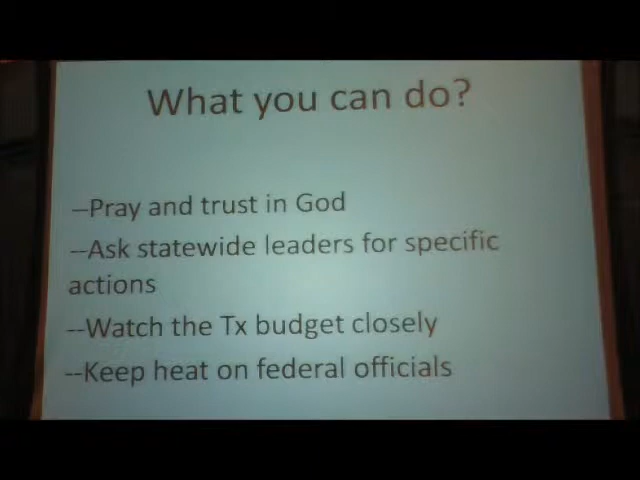 What you can do?
--Pray and trust in God
--Ask statewide leaders for specific
actions
--Watch the Tx budget closely
--Keep heat on federal officials